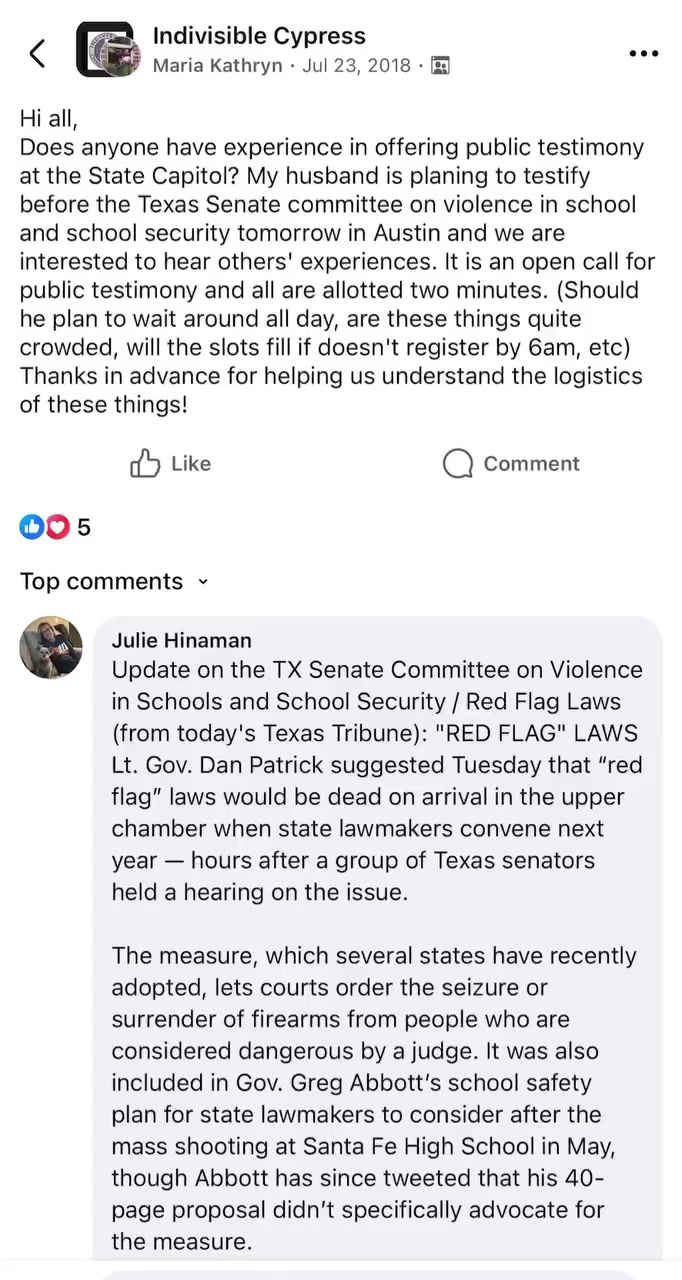 Indivisible Cypress
Maria Kathryn · Jul 23, 2018 ·
Hi all,
Does anyone have experience in offering public testimony
at the State Capitol? My husband is planing to testify
before the Texas Senate committee on violence in school
and school security tomorrow in Austin and we are
interested to hear others' experiences. It is an open call for
public testimony and all are allotted two minutes. (Should
he plan to wait around all day, are these things quite
crowded, will the slots fill if doesn't register by 6am, etc)
Thanks in advance for helping us understand the logistics
of these things!
Like
Comment
5
Top comments
Julie Hinaman
Update on the TX Senate Committee on Violence
in Schools and School Security / Red Flag Laws
(from today's Texas Tribune): "RED FLAG" LAWS
Lt. Gov. Dan Patrick suggested Tuesday that “red
flag” laws would be dead on arrival in the upper
chamber when state lawmakers convene next
year — hours after a group of Texas senators
held a hearing on the issue.
The measure, which several states have recently
adopted, lets courts order the seizure or
surrender of firearms from people who are
considered dangerous by a judge. It was also
included in Gov. Greg Abbott’s school safety
plan for state lawmakers to consider after the
mass shooting at Santa Fe High School in May,
though Abbott has since tweeted that his 40-
page proposal didn’t specifically advocate for
the measure.